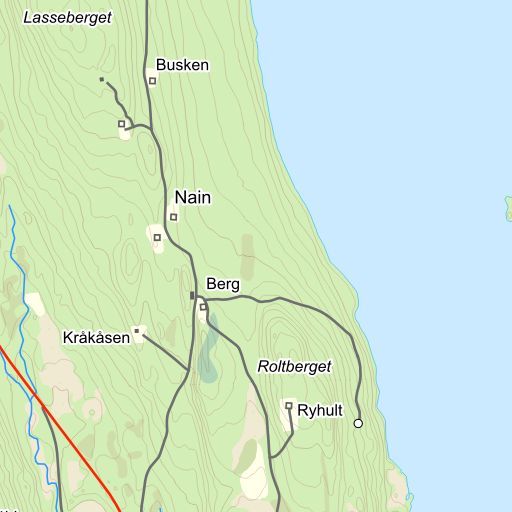 Lasseberget
Busken
Nain
Berg
Kråkåsen
Roltberget
Ryhult